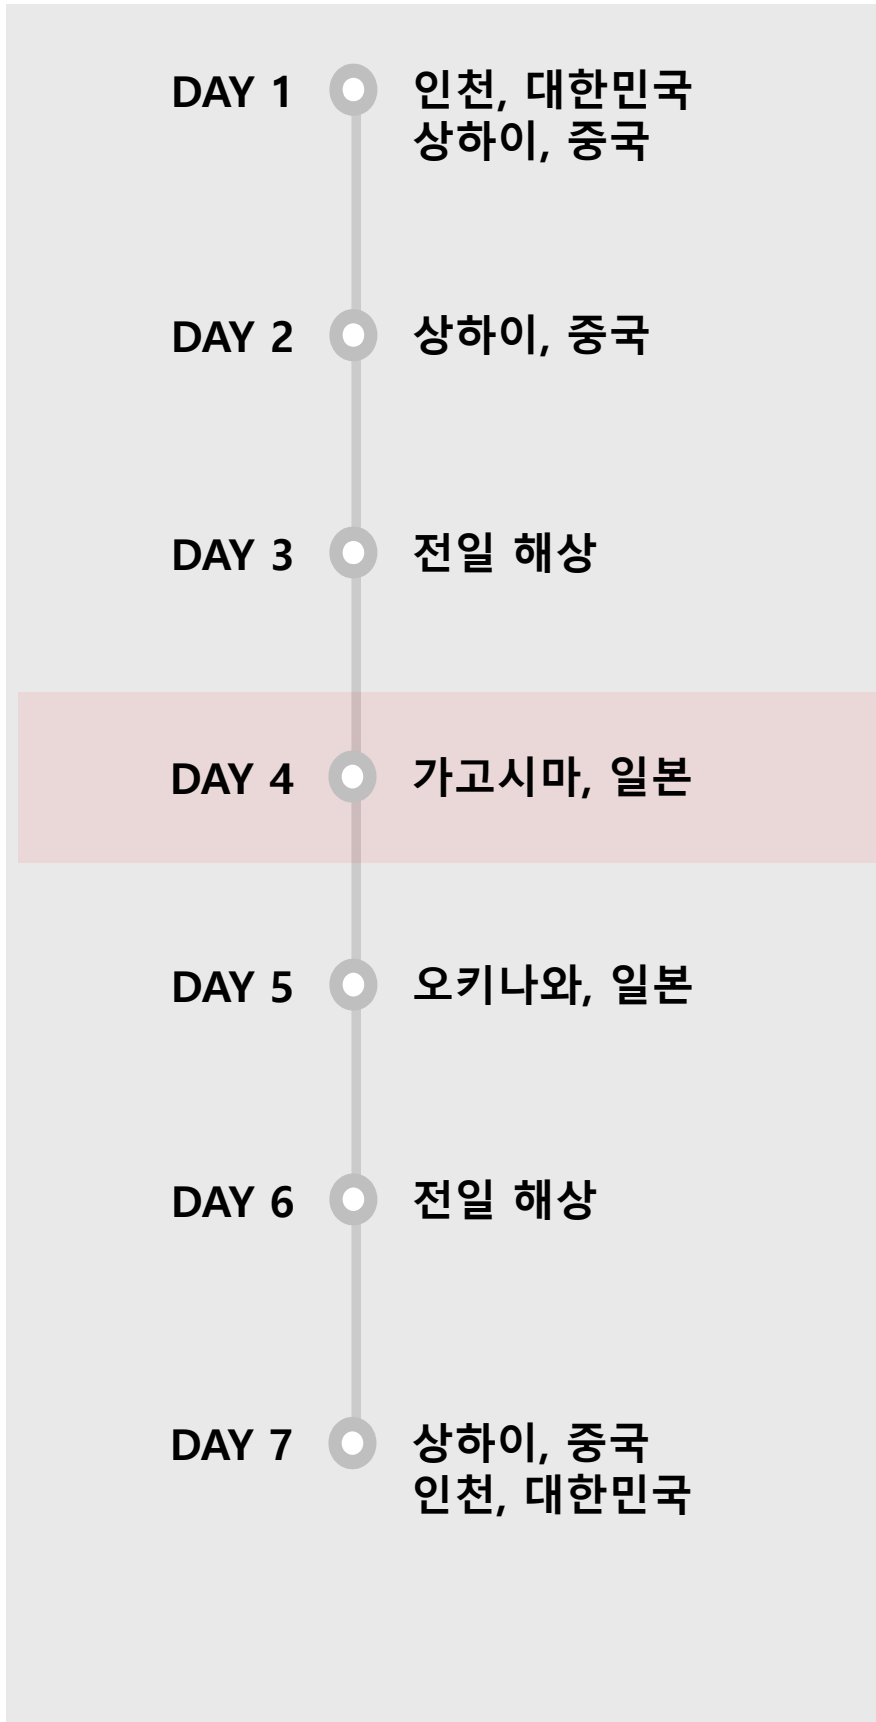 DAY 1 인천, 대한민국
상하이, 중국
DAY 2 상하이, 중국
DAY 3 전일 해상
DAY 4 가고시마, 일본
DAY 5 오키나와, 일본
DAY 6 전일 해상
DAY 7 상하이, 중국
인천, 대한민국